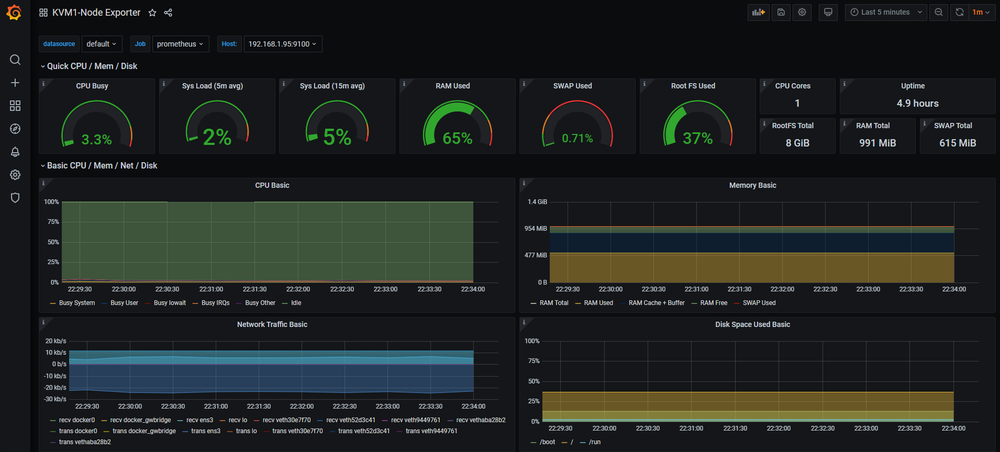 KVM1-Node Exporter
Last 5 minutes
1m
datasource default Job prometheus Host: 192.168.1.95:9100
Quick CPU / Mem / Disk
CPU Busy
3.3%
Sys Load (5m avg)
2%
Sys Load (15m avg)
5%
RAM Used
65%
SWAP Used
0.71%
Root FS Used
37%
CPU Cores
1
Uptime
4.9 hours
RootFS Total
8 GiB
RAM Total
991 MiB
SWAP Total
615 MiB
Basic CPU / Mem / Net / Disk
CPU Basic
100%
75%
50%
25%
0%
22:29:30 22:30:00 22:30:30 22:31:00 22:31:30 22:32:00 22:32:30 22:33:00 22:33:30 22:34:00
Busy System Busy User Busy Iowait Busy IRQs Busy Other Idle
Memory Basic
1.4 GiB
954 MiB
477 MiB
0 B
22:29:30 22:30:00 22:30:30 22:31:00 22:31:30 22:32:00 22:32:30 22:33:00 22:33:30 22:34:00
RAM Total RAM Used RAM Cache + Buffer RAM Free SWAP Used
Network Traffic Basic
20 kb/s
10 kb/s
0 b/s
-10 kb/s
-20 kb/s
-30 kb/s
22:29:30 22:30:00 22:30:30 22:31:00 22:31:30 22:32:00 22:32:30 22:33:00 22:33:30 22:34:00
recv docker0 recv docker_gwbridge recv ens3 recv lo recv veth30e7f70 recv veth52d3c41 recv veth9449761 recv vethaba28b2
trans docker0 trans docker_gwbridge trans ens3 trans lo trans veth30e7f70 trans veth52d3c41 trans veth9449761
trans vethaba28b2
Disk Space Used Basic
100%
75%
50%
25%
0%
22:29:30 22:30:00 22:30:30 22:31:00 22:31:30 22:32:00 22:32:30 22:33:00 22:33:30 22:34:00
/boot / /run